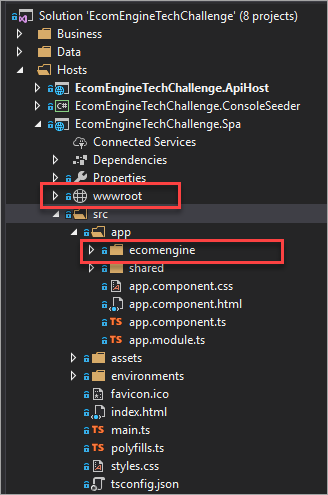 Solution 'EcomEngineTechChallenge' (8 projects)
Business
Data
Hosts
EcomEngineTechChallenge.ApiHost
C# EcomEngineTechChallenge.ConsoleSeeder
EcomEngineTechChallenge.Spa
Connected Services
Dependencies
Properties
wwwroot
src
app
ecomengine
shared
app.component.css
app.component.html
TS app.component.ts
TS app.module.ts
assets
environments
favicon.ico
index.html
TS main.ts
TS polyfills.ts
styles.css
tsconfig.json